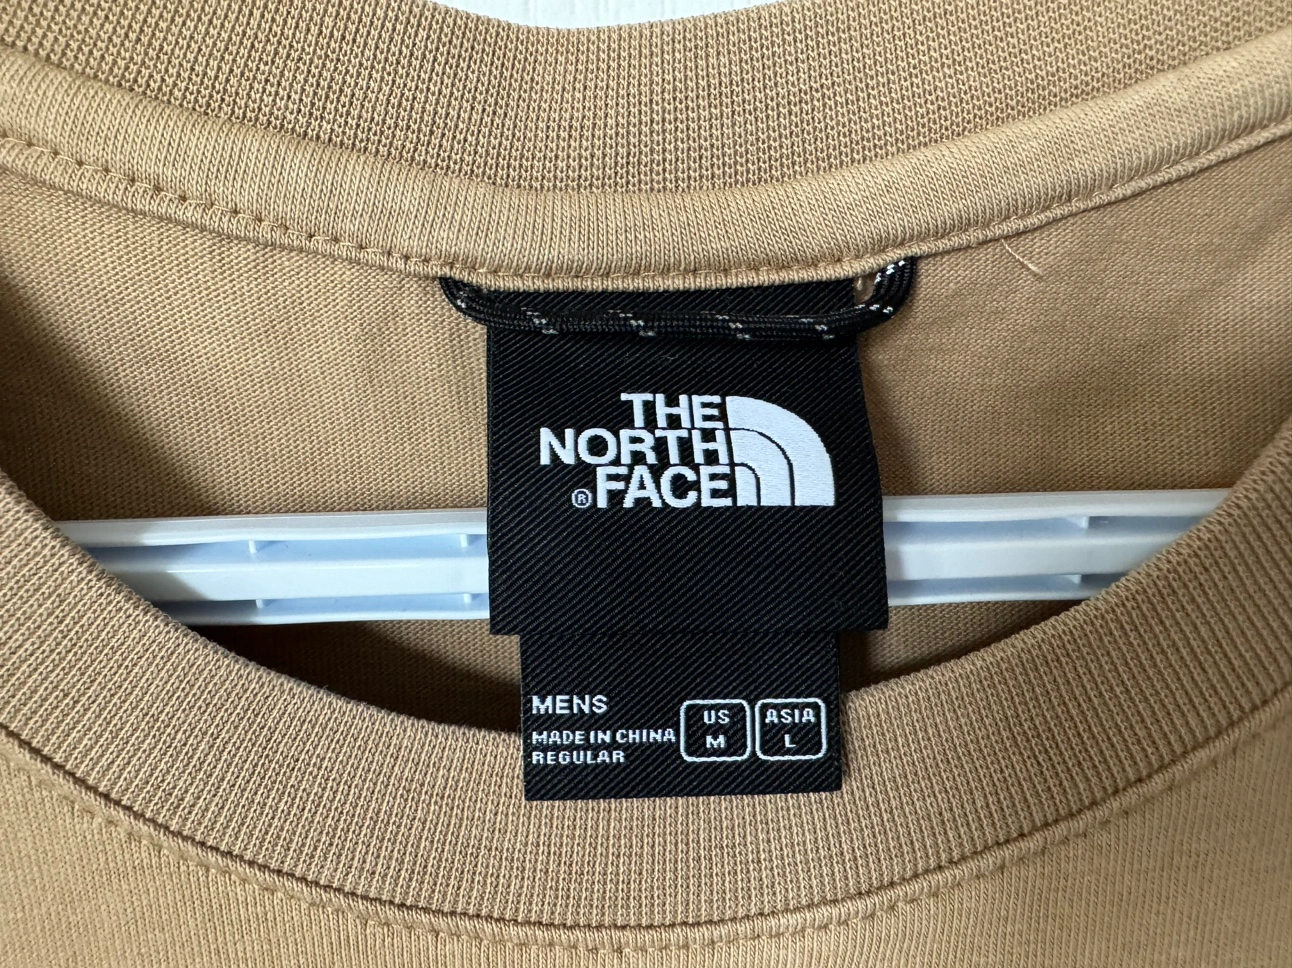 THE
NORTH
®FACE
MENS
MADE IN CHINA
REGULAR
US
M
ASIA
L